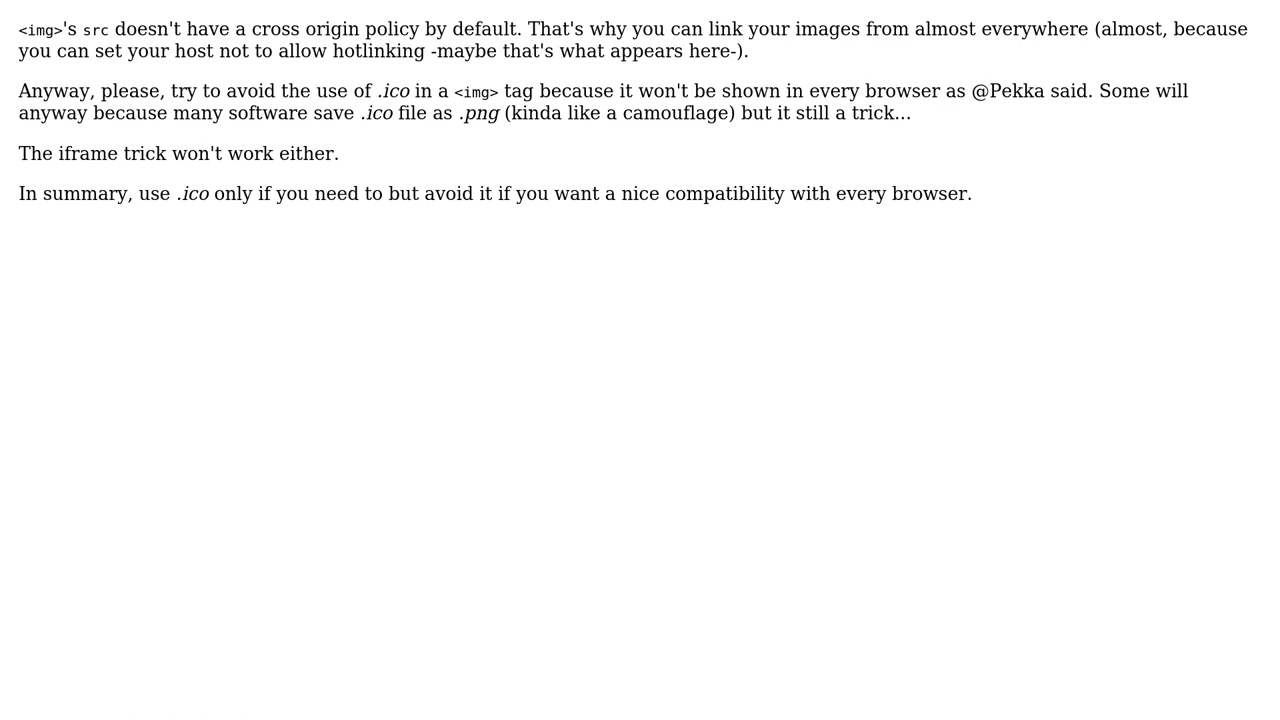 <img>'s src doesn't have a cross origin policy by default. That's why you can link your images from almost everywhere (almost, because
you can set your host not to allow hotlinking -maybe that's what appears here-).
Anyway, please, try to avoid the use of .ico in a <img> tag because it won't be shown in every browser as @Pekka said. Some will
anyway because many software save .ico file as .png (kinda like a camouflage) but it still a trick...
The iframe trick won't work either.
In summary, use .ico only if you need to but avoid it if you want a nice compatibility with every browser.